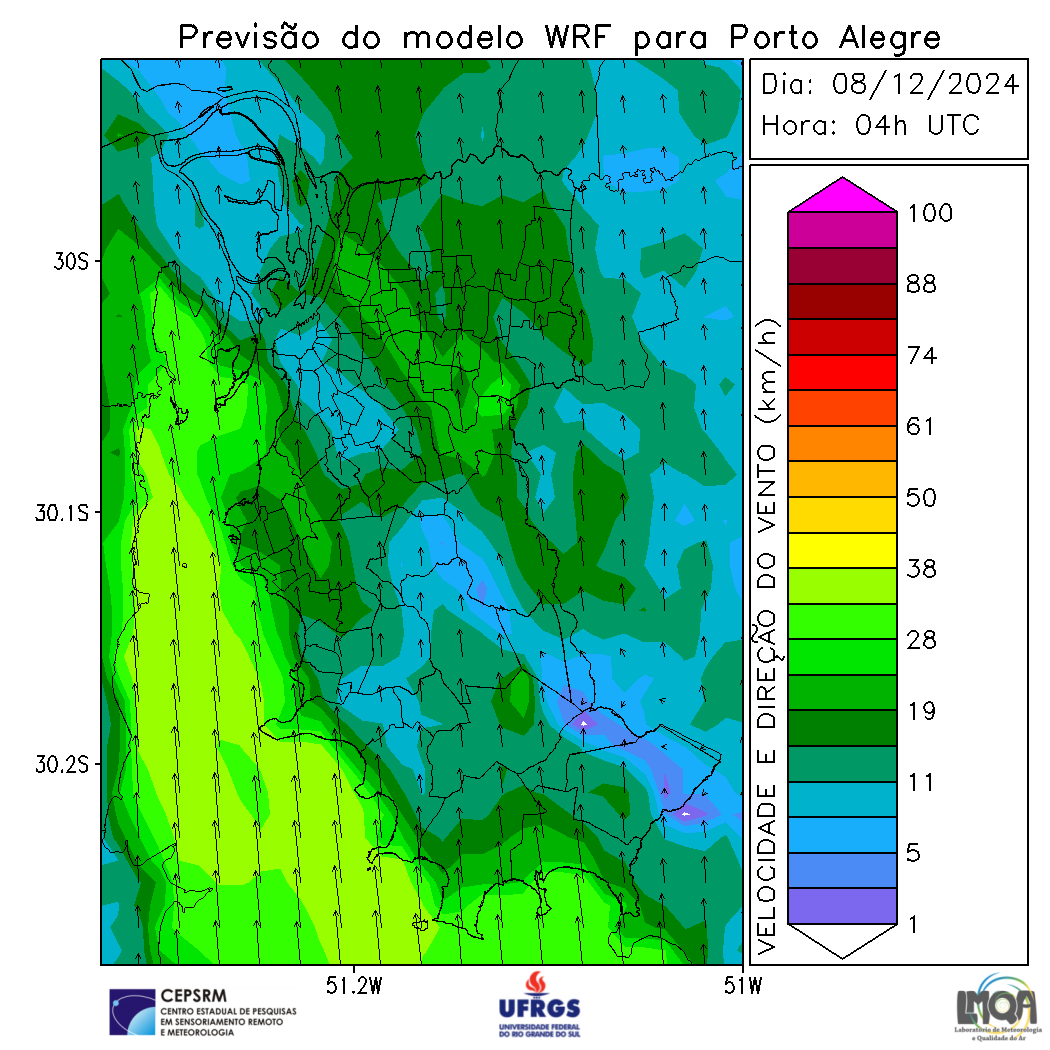 Previsão do modelo WRF para Porto Alegre
Dia: 08/12/2024
Hora: 04h UTC
30S
30.1S
30.2S
51.2W
51W
VELOCIDADE E DIREÇÃO DO VENTO (km/h)
100
88
74
61
50
38
28
19
11
5
1
CEPSRM
CENTRO ESTADUAL DE PESQUISAS
EM SENSORIAMENTO REMOTO
E METEOROLOGIA
UFRGS
UNIVERSIDADE FEDERAL
DO RIO GRANDE DO SUL
LMQA
Laboratório de Meteorologia
e Qualidade do Ar